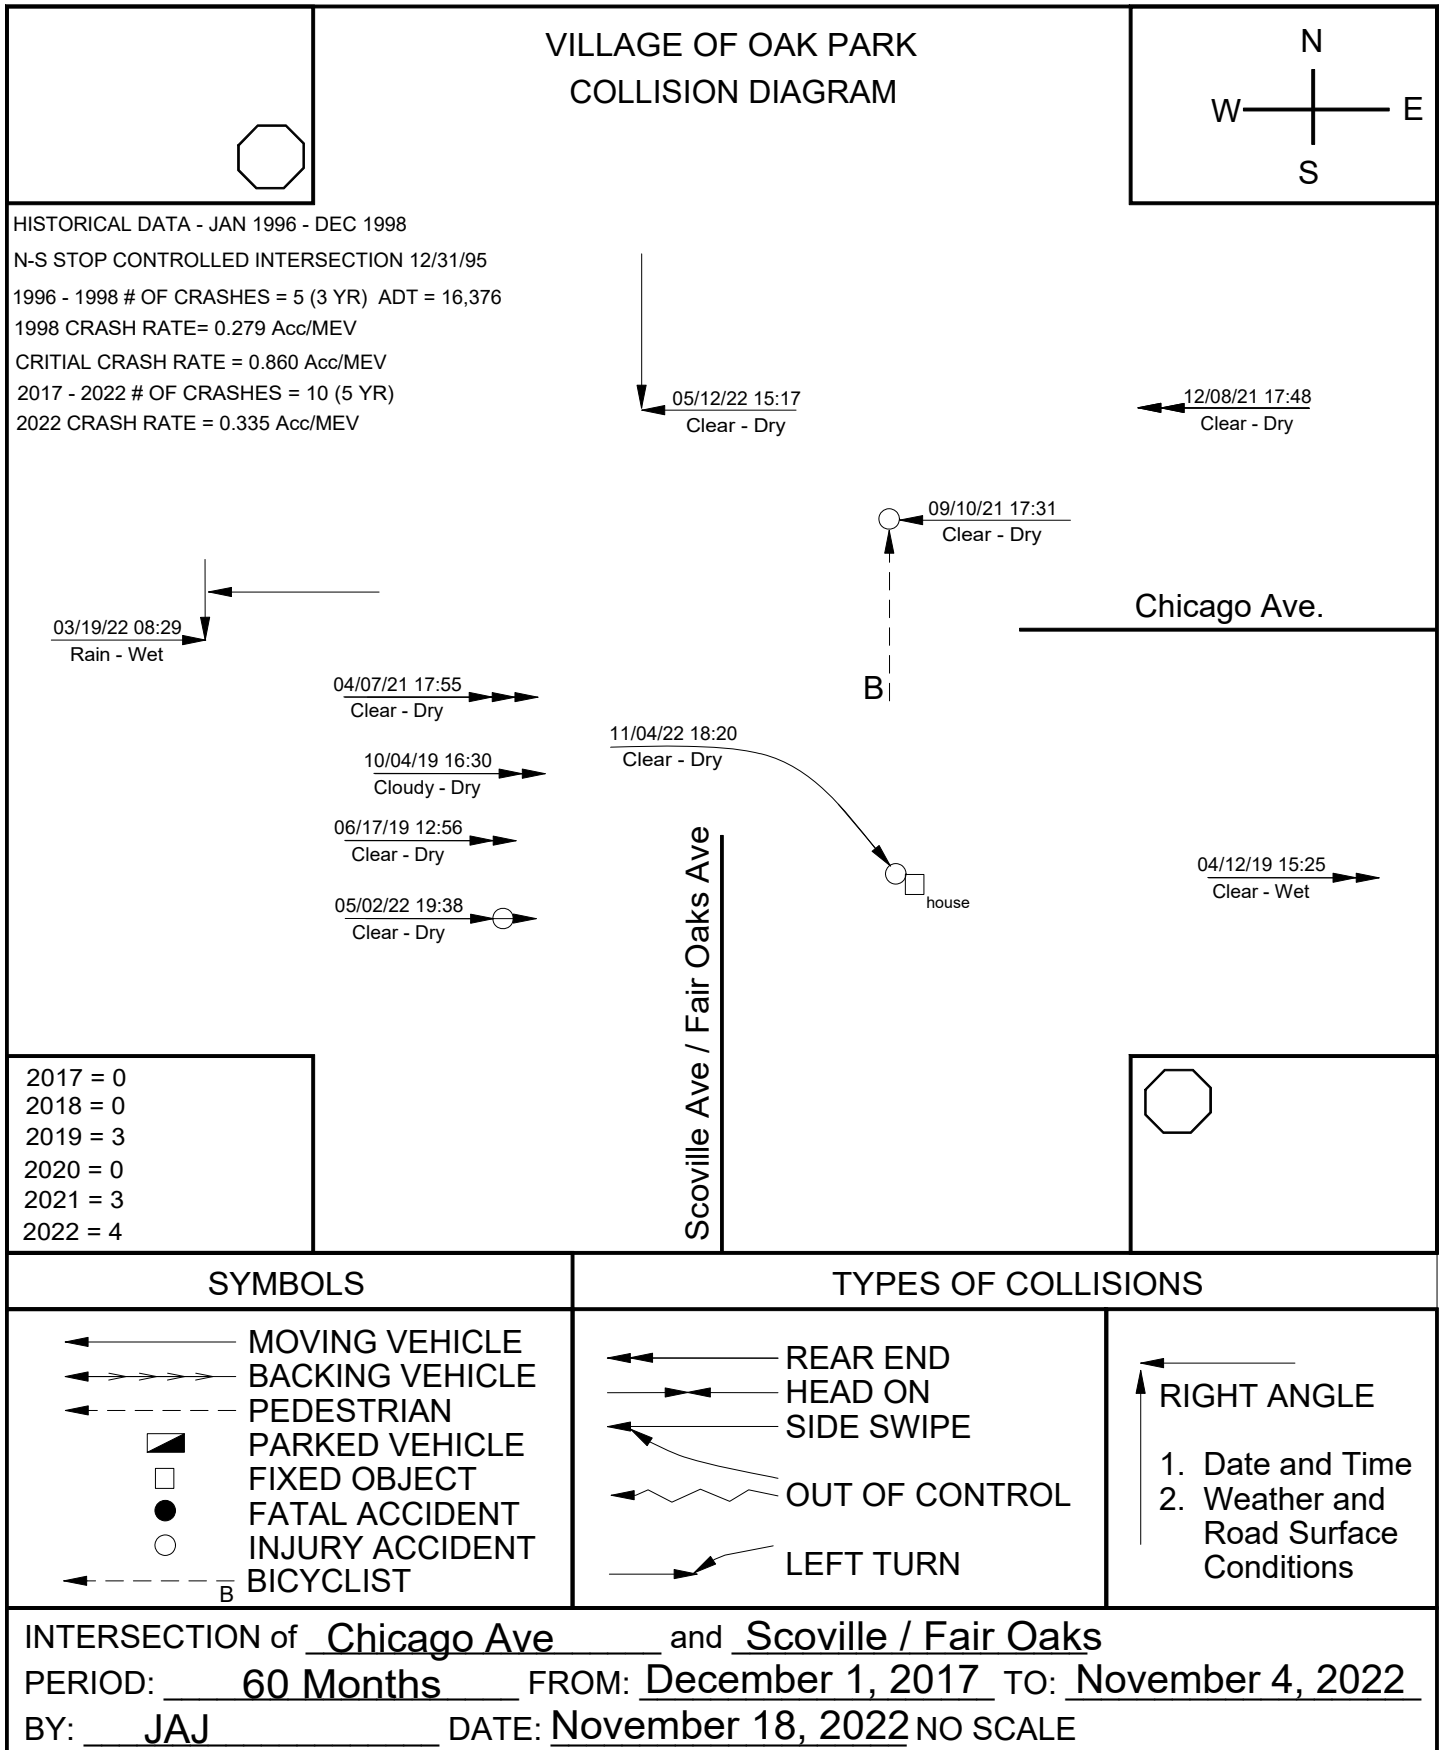 VILLAGE OF OAK PARK
COLLISION DIAGRAM
N
W E
S
HISTORICAL DATA - JAN 1996 - DEC 1998
N-S STOP CONTROLLED INTERSECTION 12/31/95
1996 - 1998 # OF CRASHES = 5 (3 YR) ADT = 16,376
1998 CRASH RATE= 0.279 Acc/MEV
CRITIAL CRASH RATE = 0.860 Acc/MEV
2017 - 2022 # OF CRASHES = 10 (5 YR)
2022 CRASH RATE = 0.335 Acc/MEV
05/12/22 15:17
Clear - Dry
12/08/21 17:48
Clear - Dry
09/10/21 17:31
Clear - Dry
B
Chicago Ave.
03/19/22 08:29
Rain - Wet
04/07/21 17:55
Clear - Dry
11/04/22 18:20
Clear - Dry
house
10/04/19 16:30
Cloudy - Dry
06/17/19 12:56
Clear - Dry
05/02/22 19:38
Clear - Dry
04/12/19 15:25
Clear - Wet
Scoville Ave / Fair Oaks Ave
2017 = 0
2018 = 0
2019 = 3
2020 = 0
2021 = 3
2022 = 4
SYMBOLS
MOVING VEHICLE
BACKING VEHICLE
PEDESTRIAN
PARKED VEHICLE
FIXED OBJECT
FATAL ACCIDENT
INJURY ACCIDENT
B BICYCLIST
TYPES OF COLLISIONS
REAR END
HEAD ON
SIDE SWIPE
OUT OF CONTROL
LEFT TURN
RIGHT ANGLE
1. Date and Time
2. Weather and
Road Surface
Conditions
INTERSECTION of Chicago Ave and Scoville / Fair Oaks
PERIOD: 60 Months FROM: December 1, 2017 TO: November 4, 2022
BY: JAJ DATE: November 18, 2022 NO SCALE